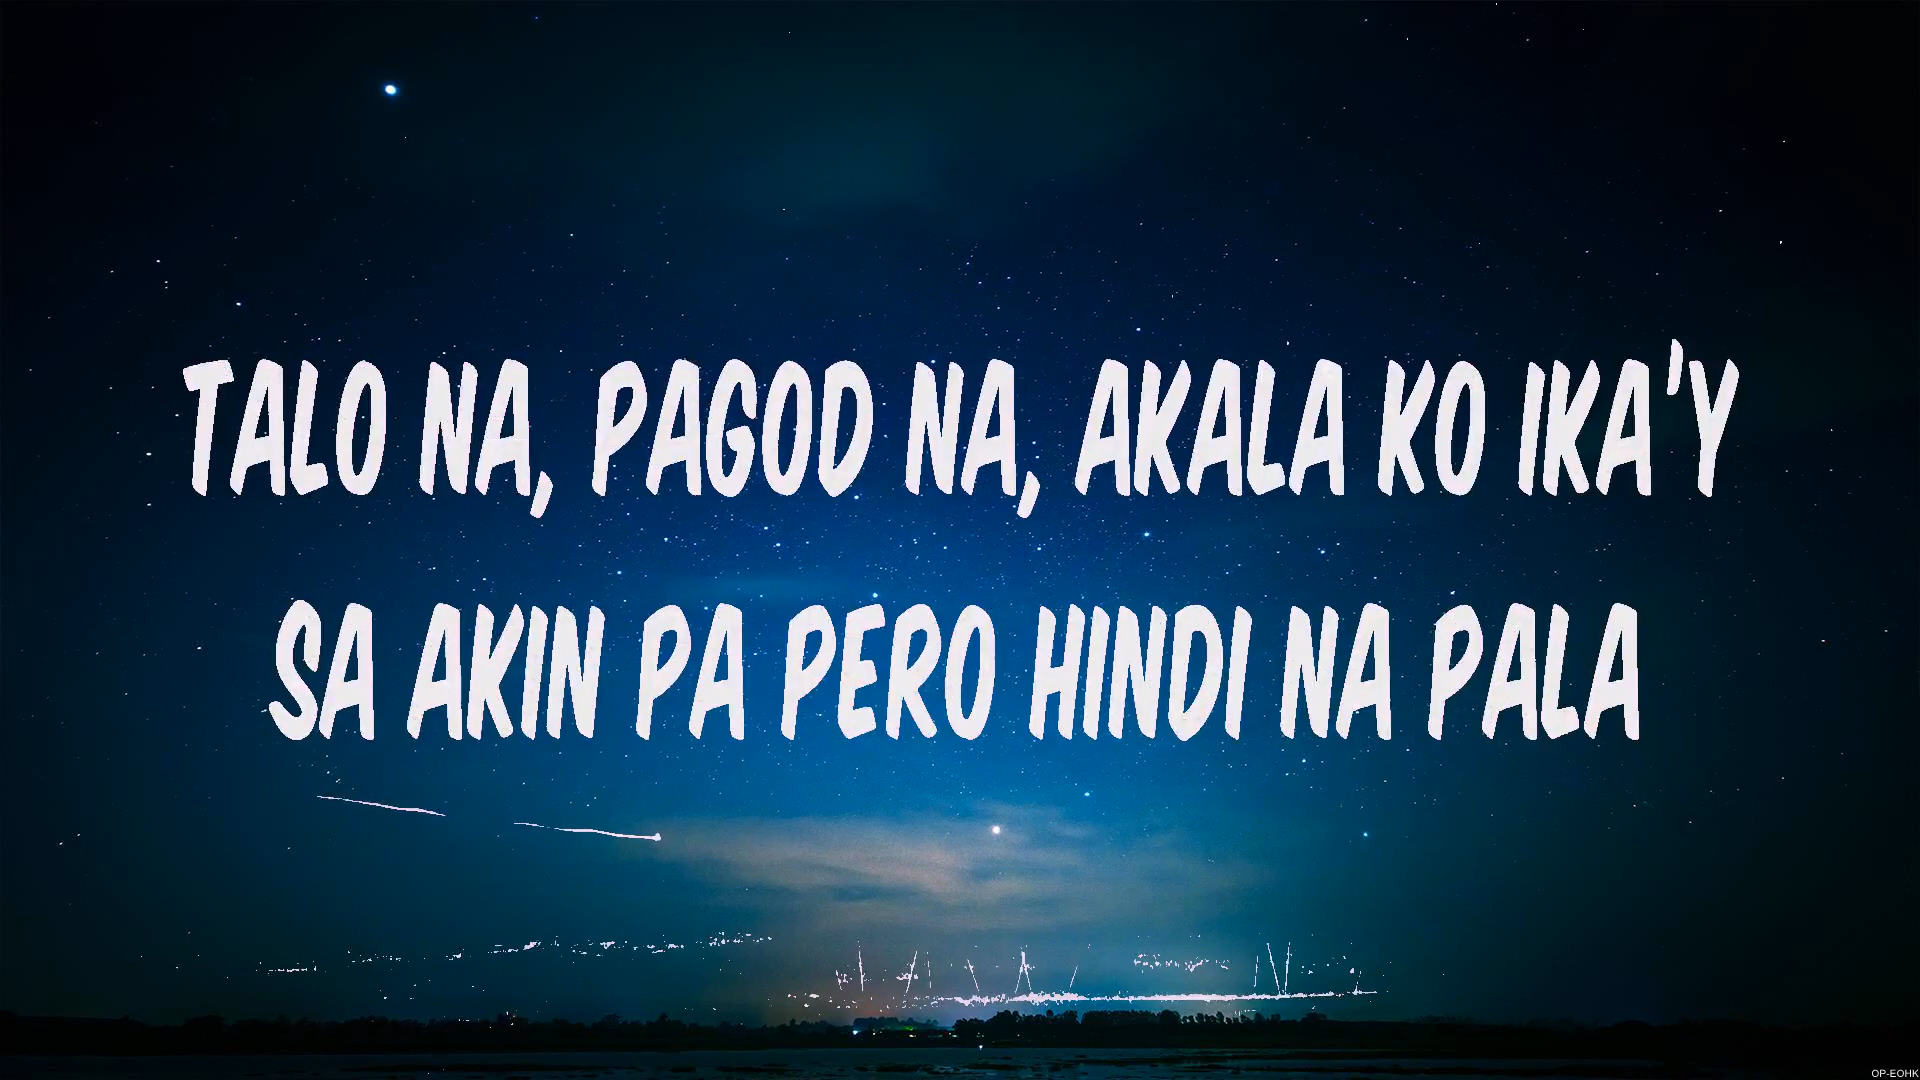 TALO NA, PAGOD NA, AKALA KO IKA'Y
SA AKIN PA PERO HINDI NA PALA
OP-EOHK